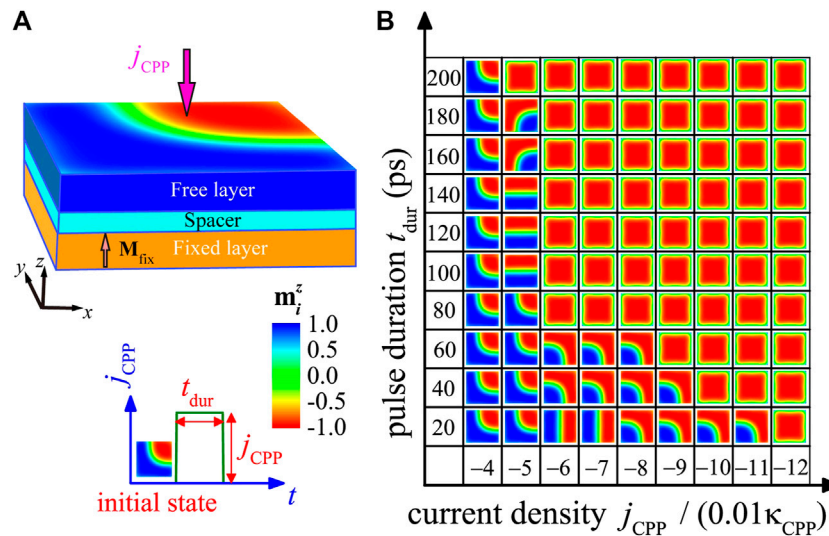 A
j_CPP
Free layer
Spacer
M_fix
Fixed layer
z
y
x
m_i^z
1.0
0.5
0.0
-0.5
-1.0
j_CPP
t_dur
j_CPP
initial state
t
B
pulse duration t_dur (ps)
200
180
160
140
120
100
80
60
40
20
−4 −5 −6 −7 −8 −9 −10 −11 −12
current density j_CPP / (0.01κ_CPP)